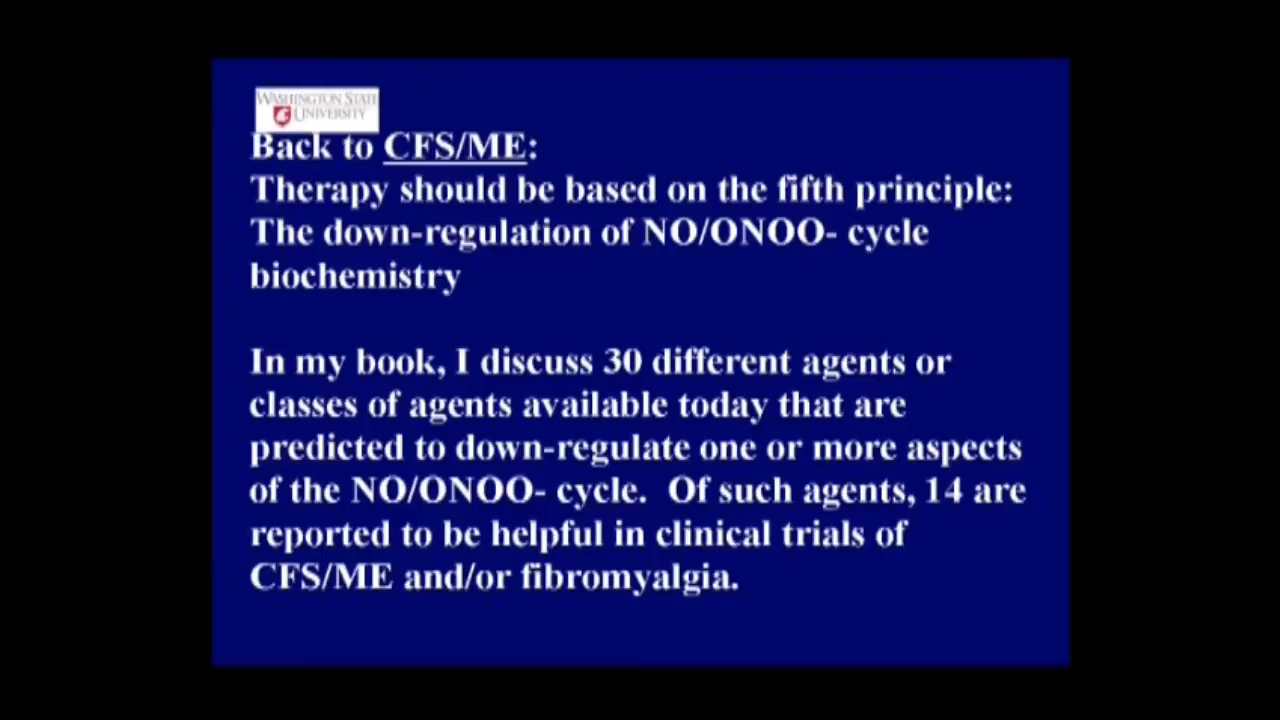 WASHINGTON STATE
UNIVERSITY
Back to CFS/ME:
Therapy should be based on the fifth principle:
The down-regulation of NO/ONOO- cycle
biochemistry
In my book, I discuss 30 different agents or
classes of agents available today that are
predicted to down-regulate one or more aspects
of the NO/ONOO- cycle.  Of such agents, 14 are
reported to be helpful in clinical trials of
CFS/ME and/or fibromyalgia.